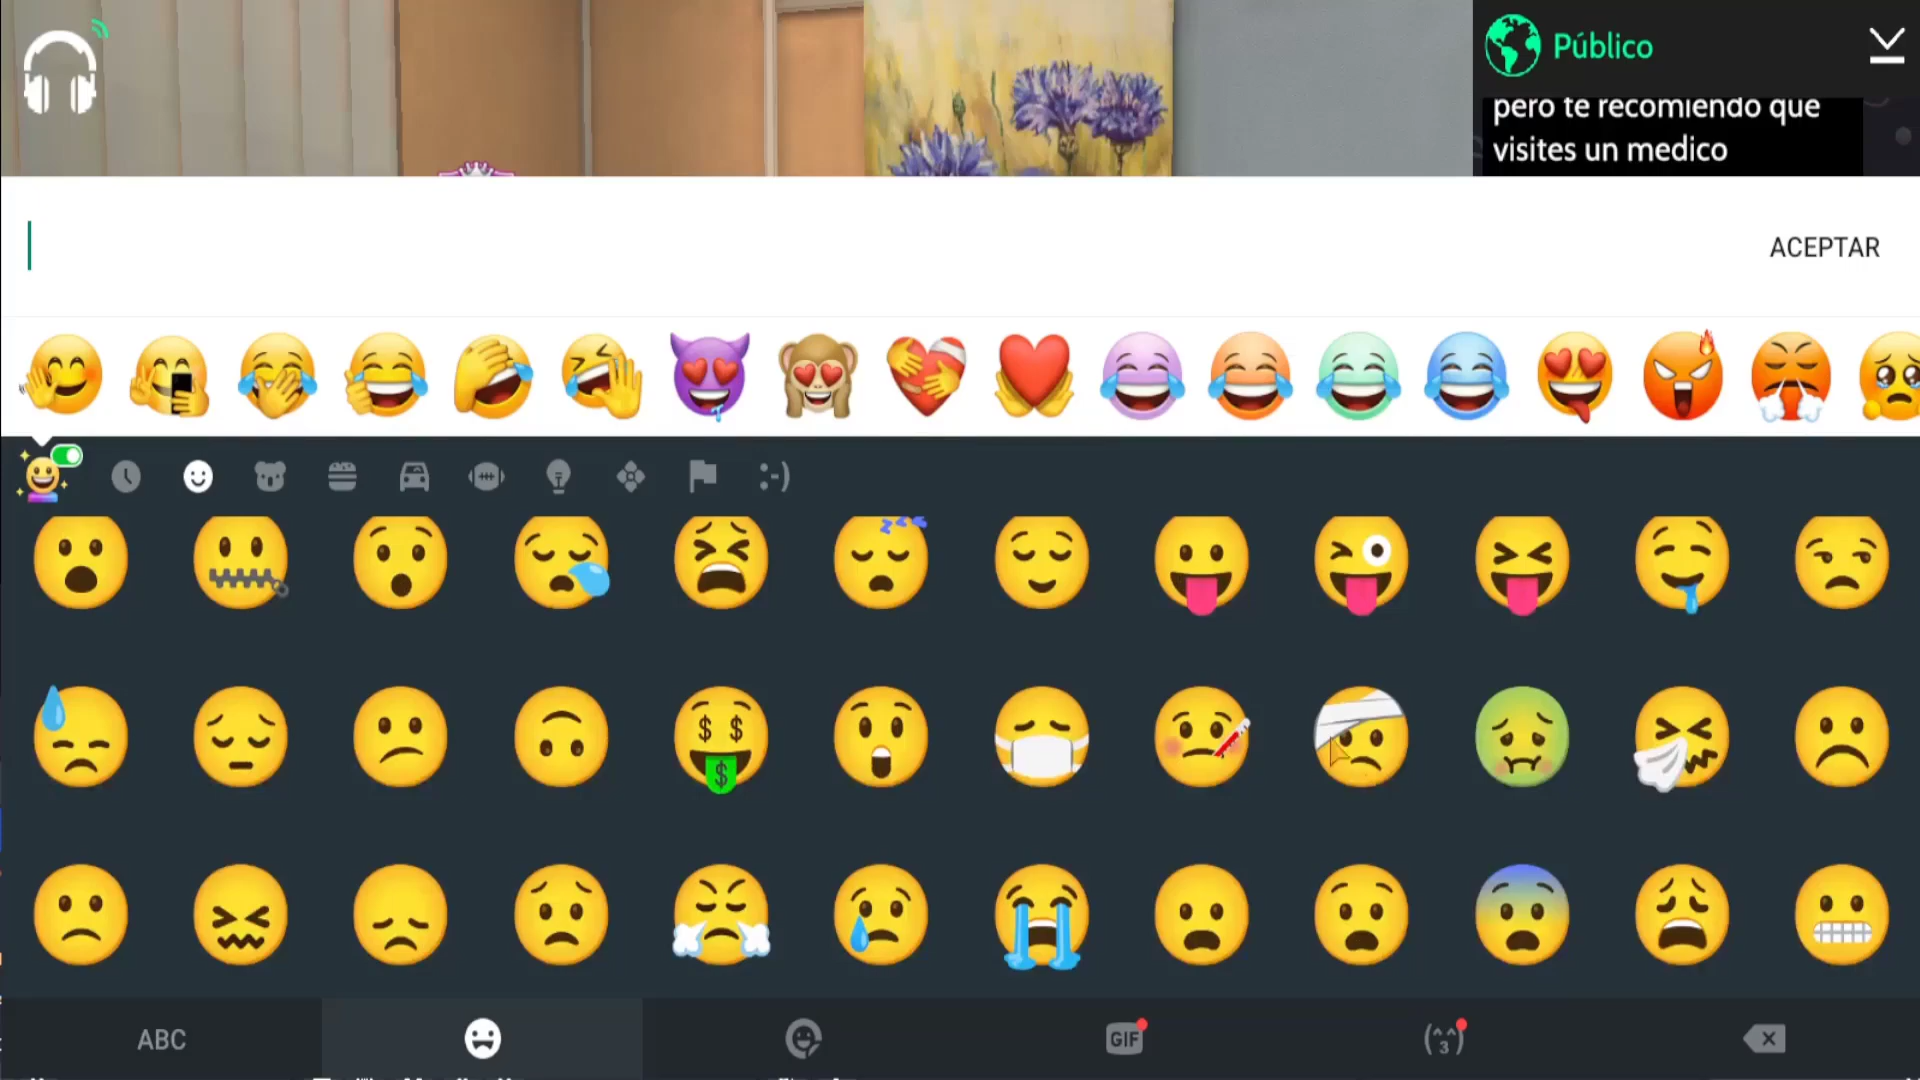 Público
pero te recomiendo que
visites un medico
ACEPTAR
:-)
ABC
GIF